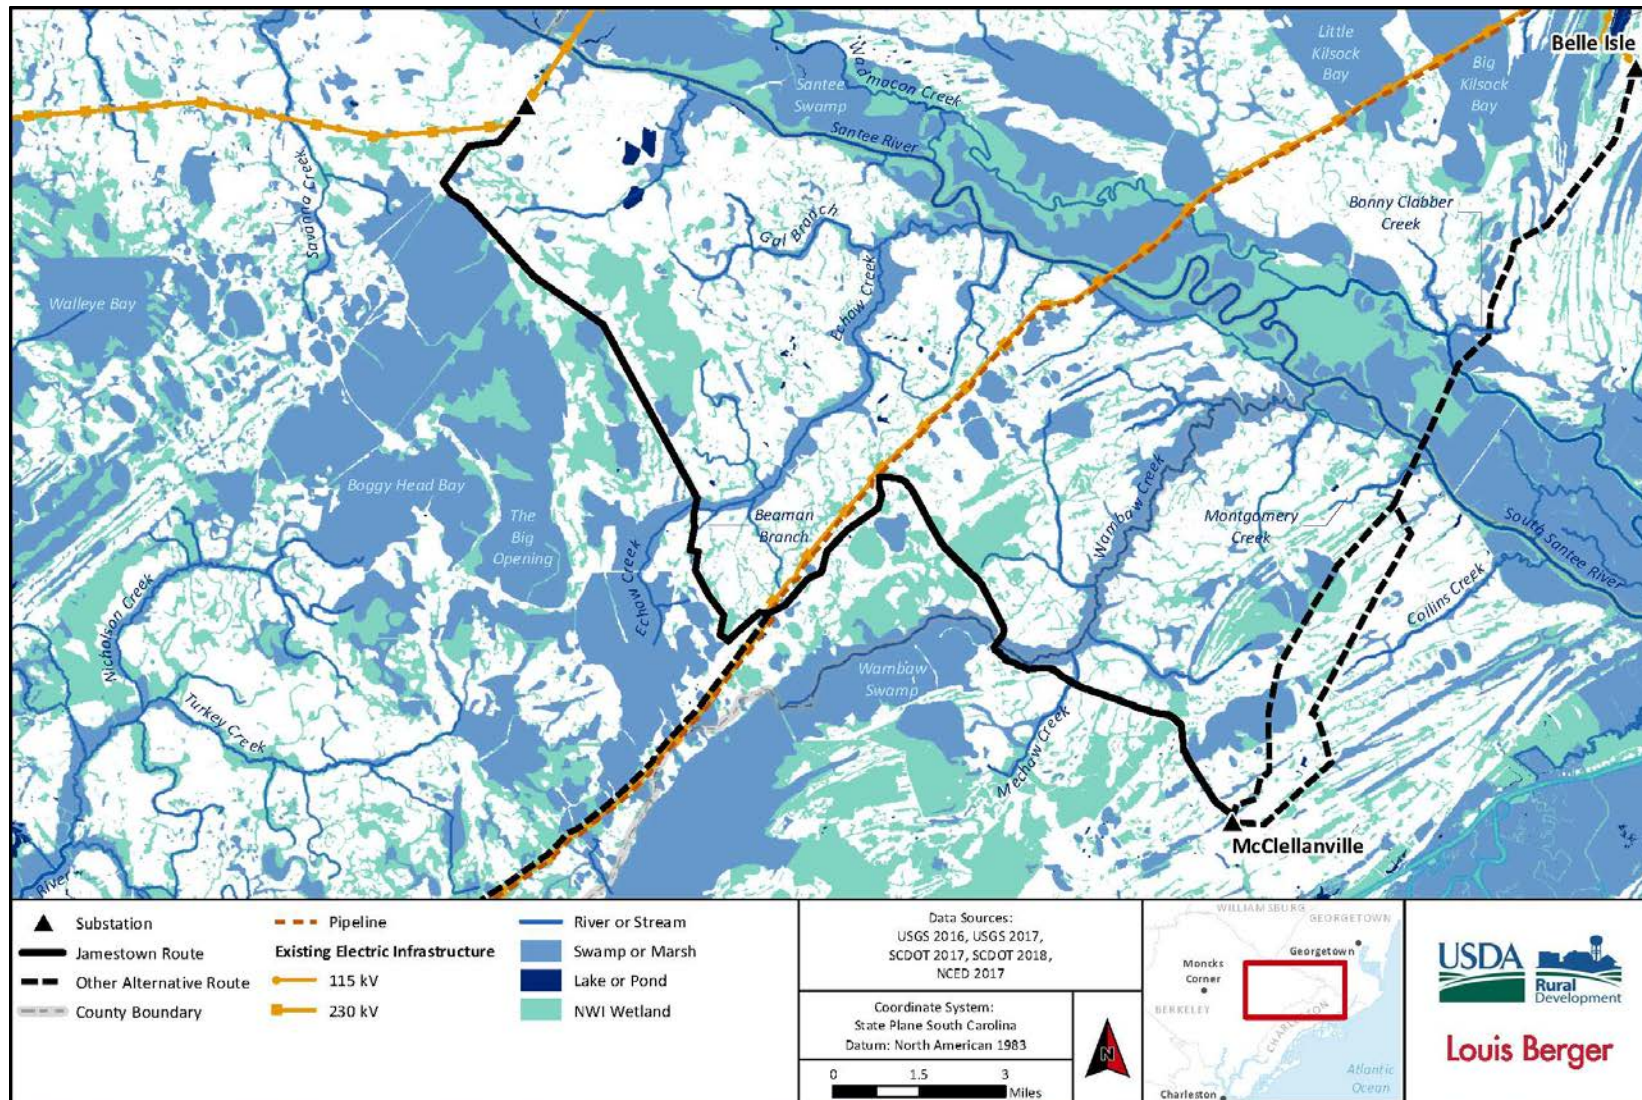 Belle Isle
Little
Kilsock
Bay
Big
Kilsock
Bay
Wadmacon Creek
Santee
Swamp
Santee River
Savanna Creek
Bonny Clabber
Creek
Gal Branch
Echaw Creek
Walleye Bay
Boggy Head Bay
The
Big
Opening
Beaman
Branch
Wambaw Creek
Montgomery
Creek
South Santee River
Echaw Creek
Nicholson Creek
Collins Creek
Wambaw
Swamp
Turkey Creek
Mechaw Creek
McClellanville
River
Substation
Jamestown Route
Other Alternative Route
County Boundary
Pipeline
Existing Electric Infrastructure
115 kV
230 kV
River or Stream
Swamp or Marsh
Lake or Pond
NWI Wetland
Data Sources:
USGS 2016, USGS 2017,
SCDOT 2017, SCDOT 2018,
NCED 2017
Coordinate System:
State Plane South Carolina
Datum: North American 1983
0 1.5 3
Miles
N
WILLIAMSBURG
GEORGETOWN
Georgetown
Moncks
Corner
BERKELEY
CHARLESTON
Atlantic
Ocean
Charleston
USDA
Rural
Development
Louis Berger